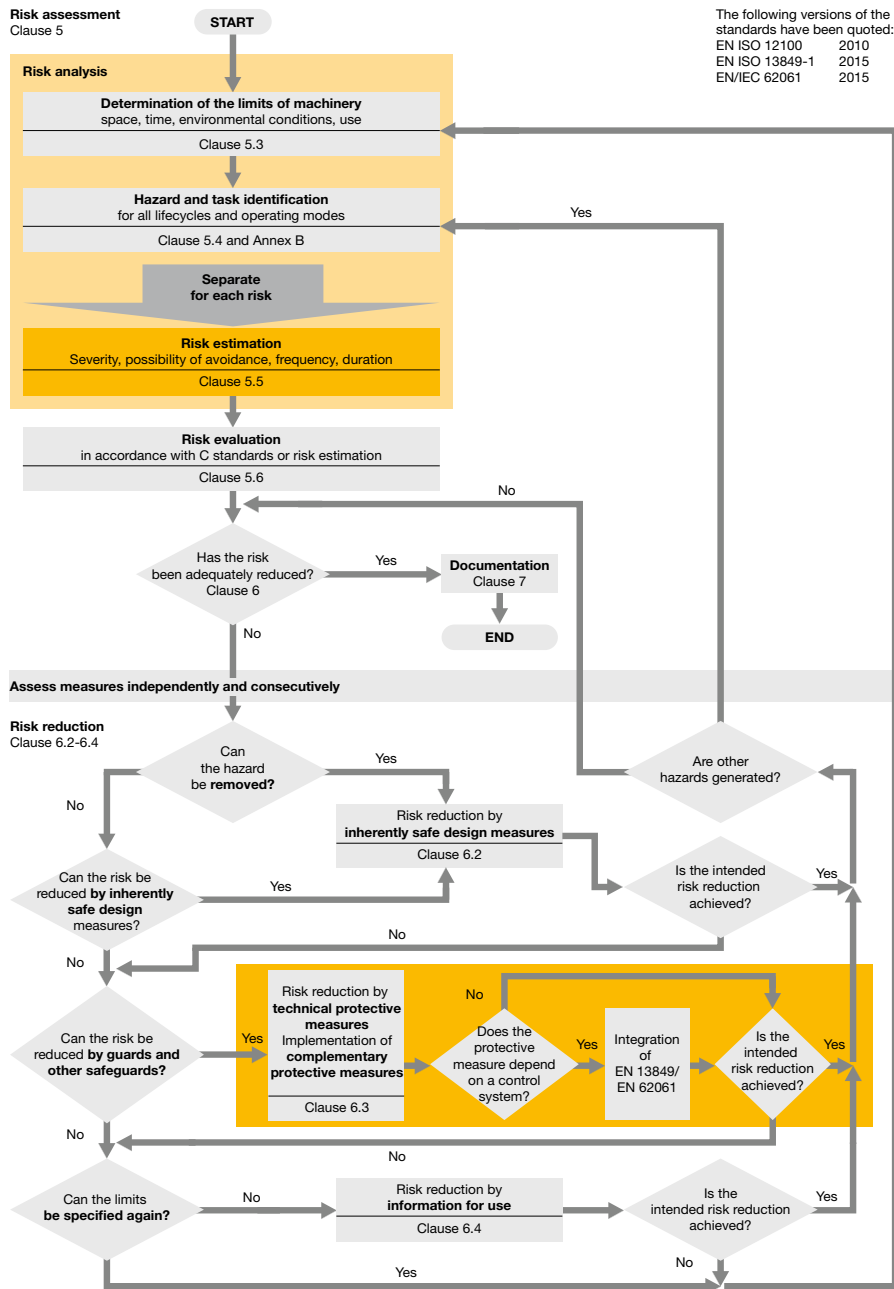 Risk assessment
Clause 5
START
The following versions of the
standards have been quoted:
EN ISO 12100 2010
EN ISO 13849-1 2015
EN/IEC 62061 2015
Risk analysis
Determination of the limits of machinery
space, time, environmental conditions, use
Clause 5.3
Hazard and task identification
for all lifecycles and operating modes
Clause 5.4 and Annex B
Yes
Separate
for each risk
Risk estimation
Severity, possibility of avoidance, frequency, duration
Clause 5.5
Risk evaluation
in accordance with C standards or risk estimation
Clause 5.6
No
Has the risk
been adequately reduced?
Clause 6
Yes
Documentation
Clause 7
END
No
Assess measures independently and consecutively
Risk reduction
Clause 6.2-6.4
Can
the hazard
be removed?
Yes
No
Are other
hazards generated?
Risk reduction by
inherently safe design measures
Clause 6.2
Can the risk be
reduced by inherently
safe design
measures?
Yes
Is the intended
risk reduction
achieved?
Yes
No
No
Can the risk be
reduced by guards and
other safeguards?
Yes
Risk reduction by
technical protective
measures
Implementation of
complementary
protective measures
Clause 6.3
No
Does the
protective
measure depend
on a control
system?
Yes
Integration
of
EN 13849/
EN 62061
Is the
intended
risk reduction
achieved?
Yes
No
No
Can the limits
be specified again?
No
Risk reduction by
information for use
Clause 6.4
Is the
intended risk reduction
achieved?
Yes
No
Yes